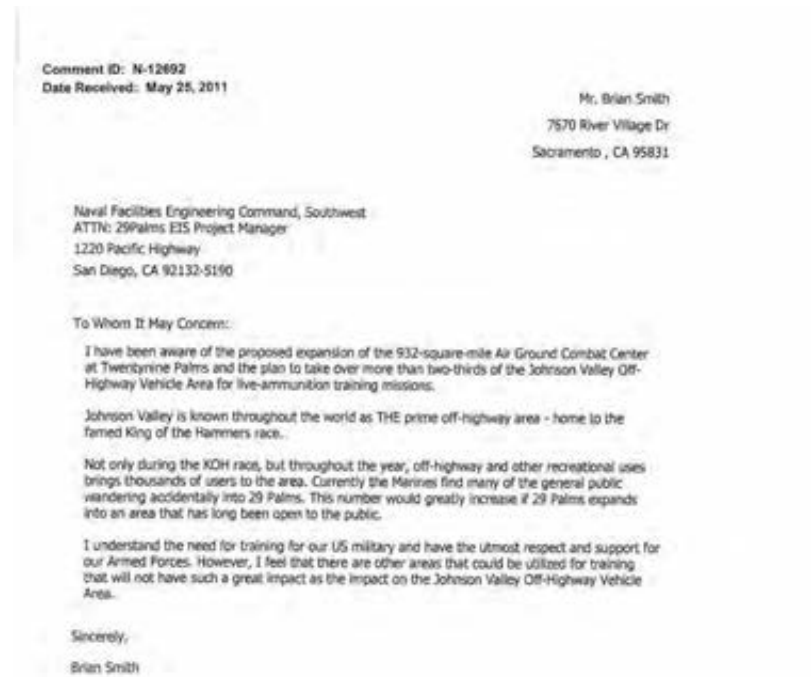 Comment ID: N-12692
Date Received: May 25, 2011
Mr. Brian Smith
7670 River Village Dr
Sacramento , CA 95831
Naval Facilities Engineering Command, Southwest
ATTN: 29Palms EIS Project Manager
1220 Pacific Highway
San Diego, CA 92132-5190
To Whom It May Concern:
I have been aware of the proposed expansion of the 932-square-mile Air Ground Combat Center
at Twentynine Palms and the plan to take over more than two-thirds of the Johnson Valley Off-
Highway Vehicle Area for live-ammunition training missions.
Johnson Valley is known throughout the world as THE prime off-highway area - home to the
famed King of the Hammers race.
Not only during the KOH race, but throughout the year, off-highway and other recreational uses
brings thousands of users to the area. Currently the Marines find many of the general public
wandering accidentally into 29 Palms. This number would greatly increase if 29 Palms expands
into an area that has long been open to the public.
I understand the need for training for our US military and have the utmost respect and support for
our Armed Forces. However, I feel that there are other areas that could be utilized for training
that will not have such a great impact as the impact on the Johnson Valley Off-Highway Vehicle
Area.
Sincerely,
Brian Smith